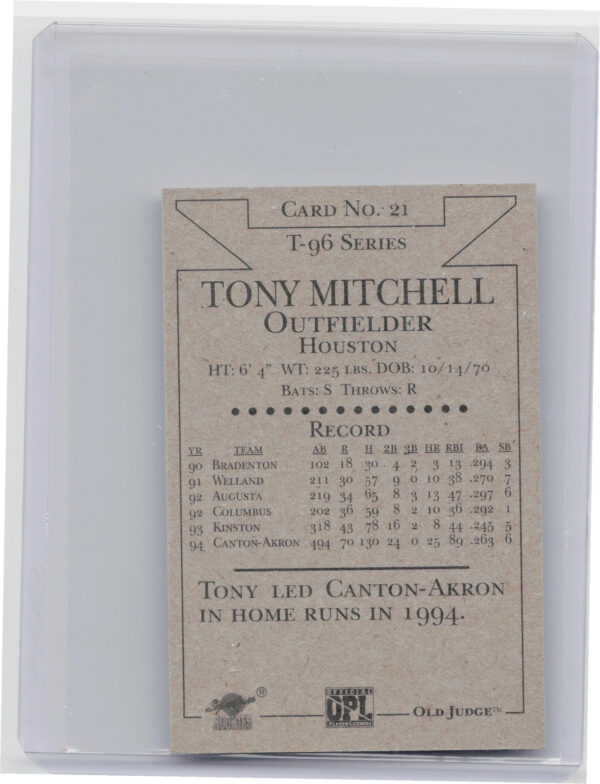 CARD NO. 21
T-96 SERIES
TONY MITCHELL
OUTFIELDER
HOUSTON
HT: 6' 4" WT: 225 LBS. DOB: 10/14/70
BATS: S THROWS: R
RECORD
YR TEAM AB R H 2B 3B HR RBI BA SB
90 BRADENTON 102 18 30 4 2 3 13 .294 3
91 WELLAND 211 30 57 9 0 10 38 .270 7
92 AUGUSTA 219 34 65 8 3 13 47 .297 6
92 COLUMBUS 202 36 59 8 2 10 36 .292 1
93 KINSTON 318 43 78 16 2 8 44 .245 5
94 CANTON-AKRON 494 70 130 24 0 25 89 .263 6
TONY LED CANTON-AKRON
IN HOME RUNS IN 1994.
® OFFICIAL
OPL
PLAYER LICENSEE
OLD JUDGE™